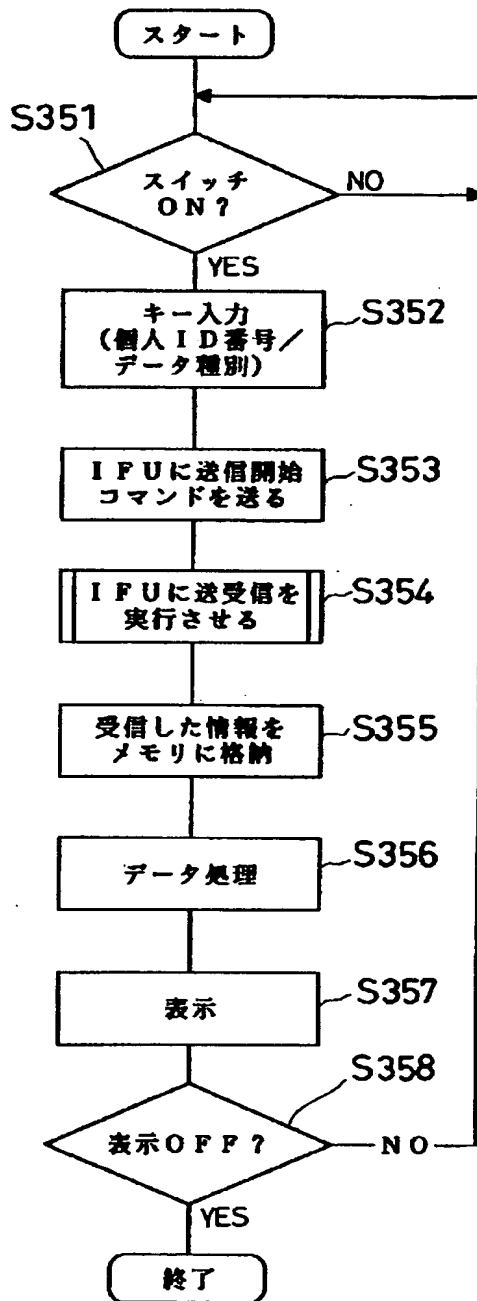 スタート
S351
スイッチ
ON?
NO
YES
キー入力
(個人ID番号/
データ種別)
S352
IFUに送信開始
コマンドを送る
S353
IFUに送受信を
実行させる
S354
受信した情報を
メモリに格納
S355
データ処理
S356
表示
S357
S358
表示OFF?
NO
YES
終了